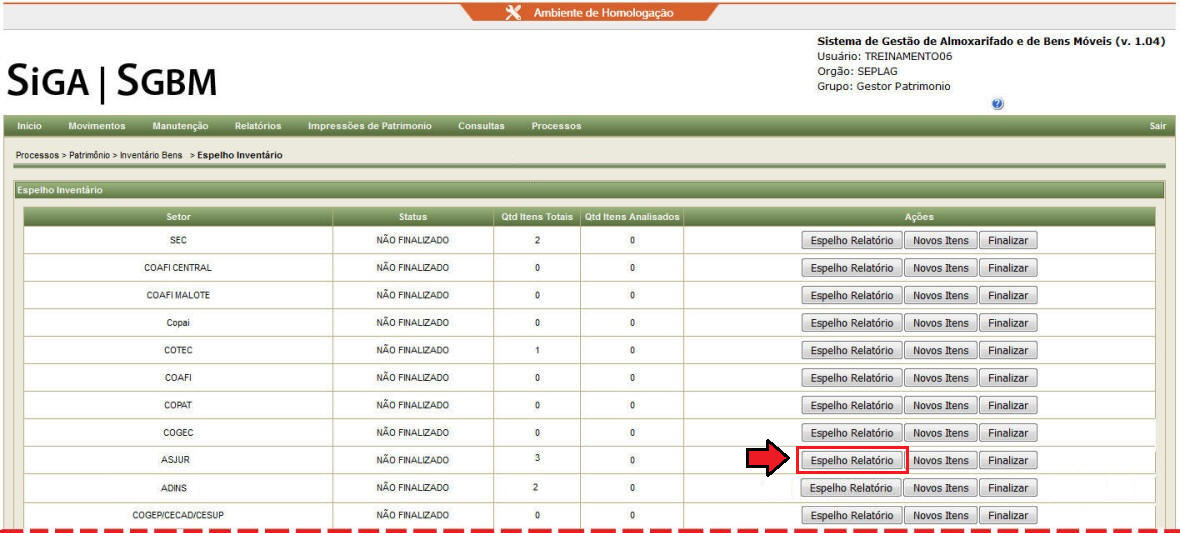 Ambiente de Homologação
Sistema de Gestão de Almoxarifado e de Bens Móveis (v. 1.04)
Usuário: TREINAMENTO06
Orgão: SEPLAG
Grupo: Gestor Patrimonio
SIGA | SGBM
?
Inicio Movimentos Manutenção Relatórios Impressões de Patrimonio Consultas Processos Sair
Processos > Patrimônio > Inventário Bens > Espelho Inventário
Espelho Inventário
Setor Status Qtd Itens Totais Qtd Itens Analisados Ações
SEC NÃO FINALIZADO 2 0 Espelho Relatório Novos Itens Finalizar
COAFI CENTRAL NÃO FINALIZADO 0 0 Espelho Relatório Novos Itens Finalizar
COAFI MALOTE NÃO FINALIZADO 0 0 Espelho Relatório Novos Itens Finalizar
Copai NÃO FINALIZADO 0 0 Espelho Relatório Novos Itens Finalizar
COTEC NÃO FINALIZADO 1 0 Espelho Relatório Novos Itens Finalizar
COAFI NÃO FINALIZADO 0 0 Espelho Relatório Novos Itens Finalizar
COPAT NÃO FINALIZADO 0 0 Espelho Relatório Novos Itens Finalizar
COGEC NÃO FINALIZADO 0 0 Espelho Relatório Novos Itens Finalizar
ASJUR NÃO FINALIZADO 3 0 Espelho Relatório Novos Itens Finalizar
ADINS NÃO FINALIZADO 2 0 Espelho Relatório Novos Itens Finalizar
COGEP/CECAD/CESUP NÃO FINALIZADO 0 0 Espelho Relatório Novos Itens Finalizar